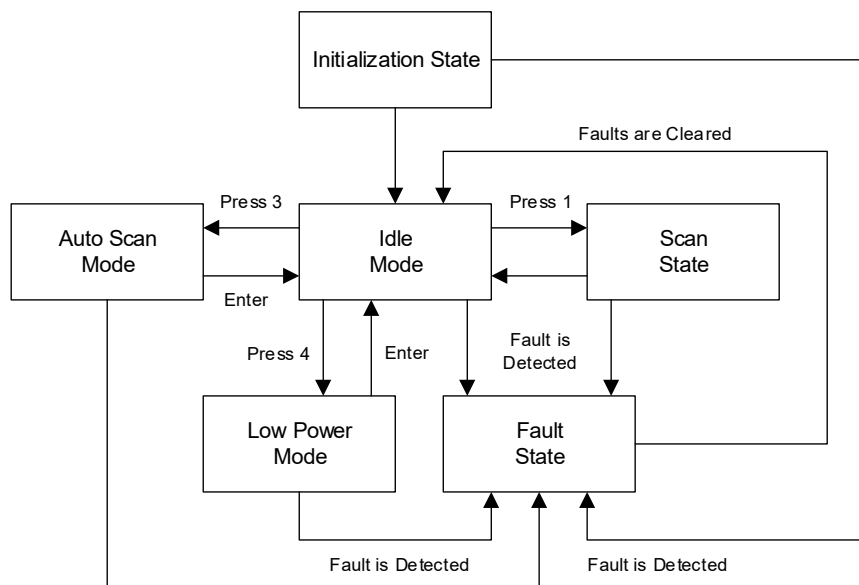 Initialization State
Faults are Cleared
Press 3
Press 1
Auto Scan
Mode
Idle
Mode
Scan
State
Enter
Press 4
Enter
Fault is
Detected
Low Power
Mode
Fault
State
Fault is Detected
Fault is Detected